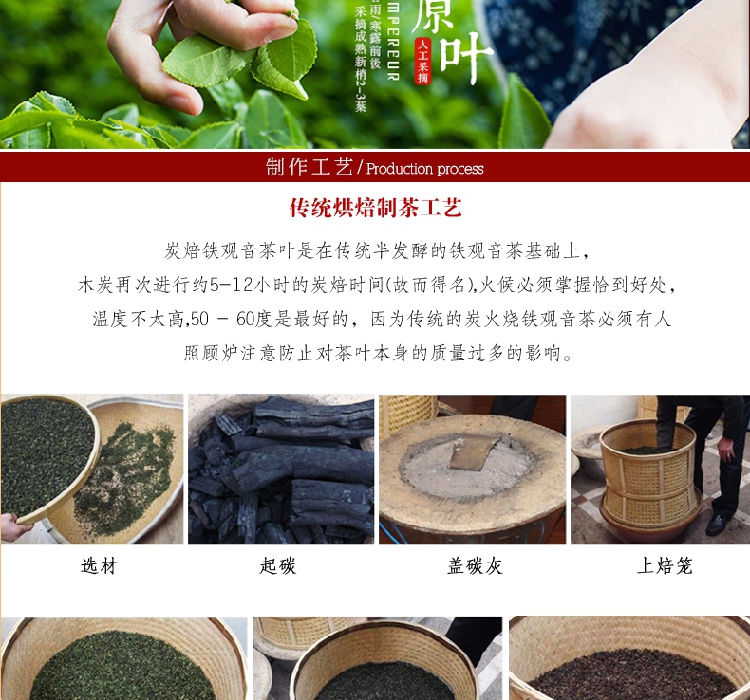 原叶
人工采摘
MPEREUR
雨/寒露前後
采摘成熟新梢2-3葉
制作工艺/Production process
传统烘焙制茶工艺
炭焙铁观音茶叶是在传统半发酵的铁观音茶基础上，
木炭再次进行约5-12小时的炭焙时间(故而得名),火候必须掌握恰到好处，
温度不太高,50 - 60度是最好的，因为传统的炭火烧铁观音茶必须有人
照顾炉注意防止对茶叶本身的质量过多的影响。
选材
起碳
盖碳灰
上焙笼